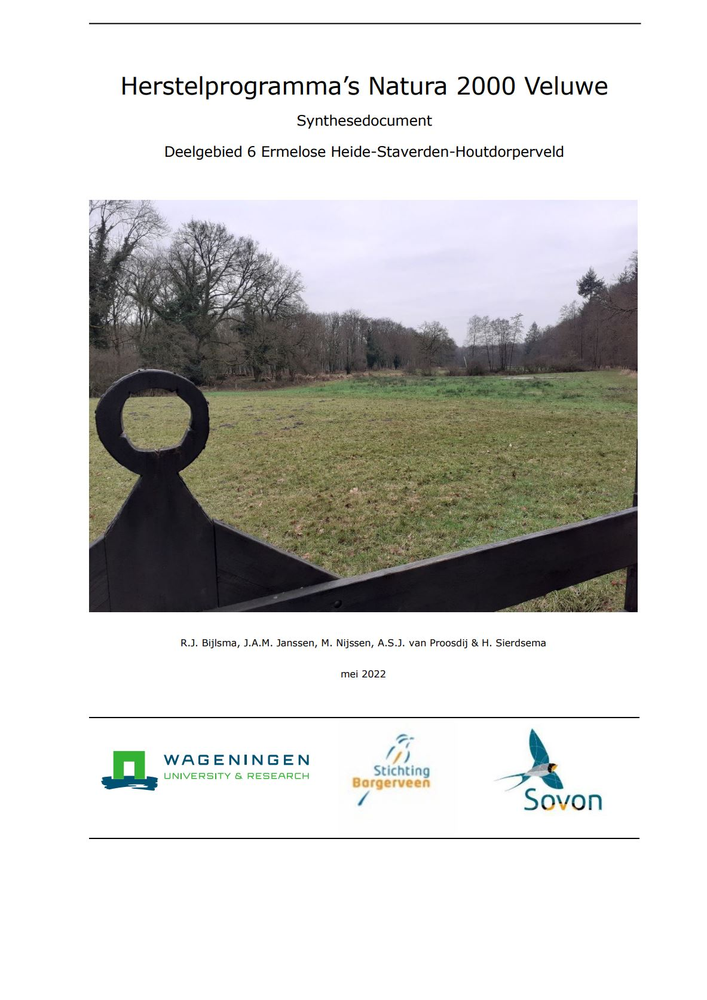 Herstelprogramma's Natura 2000 Veluwe
Synthesedocument
Deelgebied 6 Ermelose Heide-Staverden-Houtdorperveld
R.J. Bijlsma, J.A.M. Janssen, M. Nijssen, A.S.J. van Proosdij & H. Sierdsema
mei 2022
WAGENINGEN
UNIVERSITY & RESEARCH
Stichting
Bargerveen
Sovon